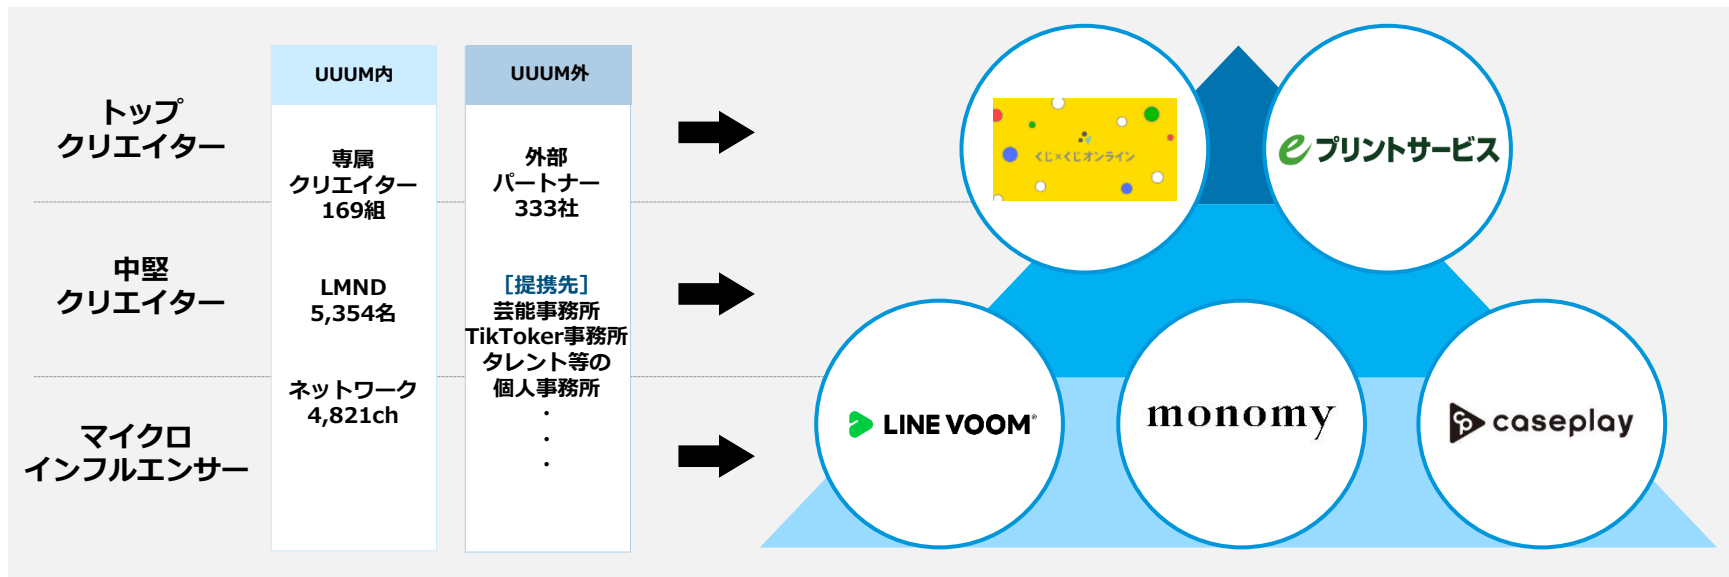 トップ
クリエイター
中堅
クリエイター
マイクロ
インフルエンサー
UUUM内
専属
クリエイター
169組
LMND
5,354名
ネットワーク
4,821ch
UUUM外
外部
パートナー
333社
［提携先］
芸能事務所
TikToker事務所
タレント等の
個人事務所
・
・
・
くじ×くじオンライン
eプリントサービス
LINE VOOM®
monomy
cp caseplay